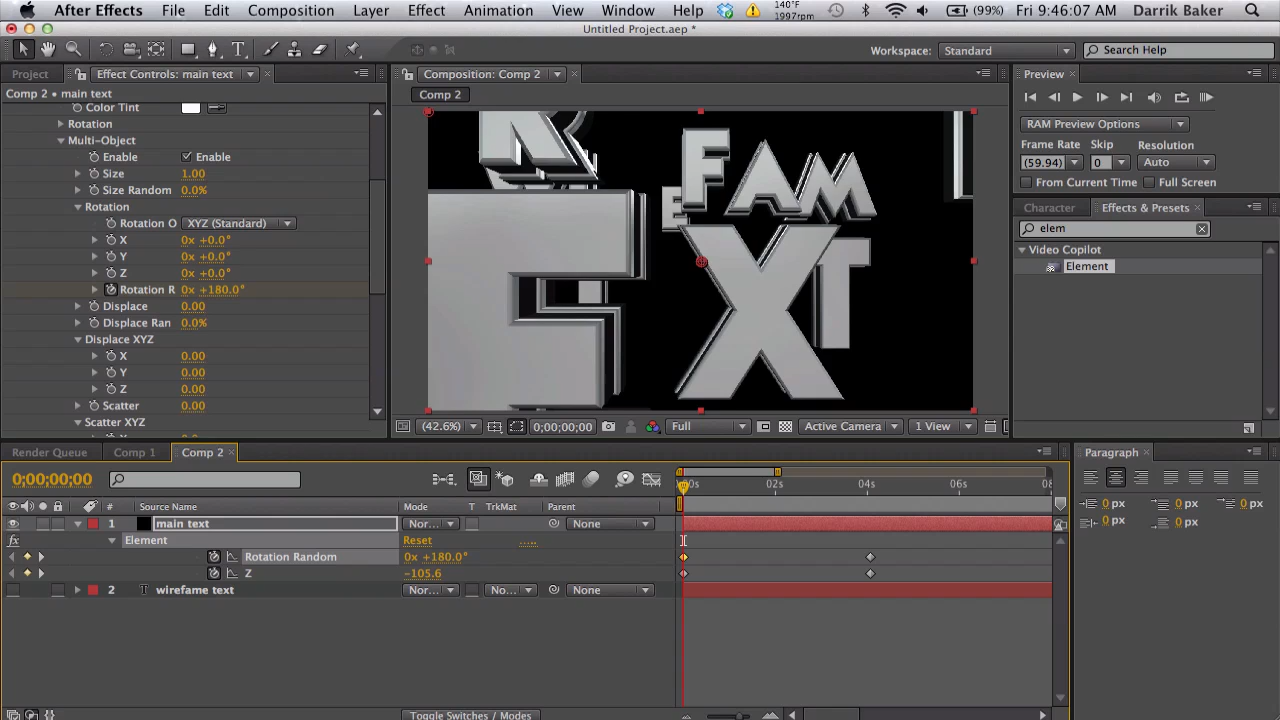 After Effects File Edit Composition Layer Effect Animation View Window Help 140°F 1997rpm (99%) Fri 9:46:07 AM Darrik Baker
Untitled Project.aep *
Workspace: Standard Search Help
Project Effect Controls: main text Composition: Comp 2 Preview
Comp 2 • main text
Comp 2
Color Tint
Rotation
Multi-Object
Enable Enable
Size 1.00
Size Random 0.0%
Rotation
Rotation O XYZ (Standard)
X 0x +0.0°
Y 0x +0.0°
Z 0x +0.0°
Rotation R 0x +180.0°
Displace 0.00
Displace Ran 0.0%
Displace XYZ
X 0.00
Y 0.00
Z 0.00
Scatter 0.00
Scatter XYZ
R
E
F A M
E X T
(42.6%) 0;00;00;00 Full Active Camera 1 View
RAM Preview Options
Frame Rate Skip Resolution
(59.94) 0 Auto
From Current Time Full Screen
Character Effects & Presets
elem
Video Copilot
Element
Render Queue Comp 1 Comp 2
Paragraph
0;00;00;00
0s 02s 04s 06s 08
# Source Name Mode T TrkMat Parent
1 main text Nor... None
fx Element Reset .....
Rotation Random 0x +180.0°
Z -105.6
2 T wirefame text Nor... No... None
Toggle Switches / Modes
0 px 0 px 0 px
0 px 0 px